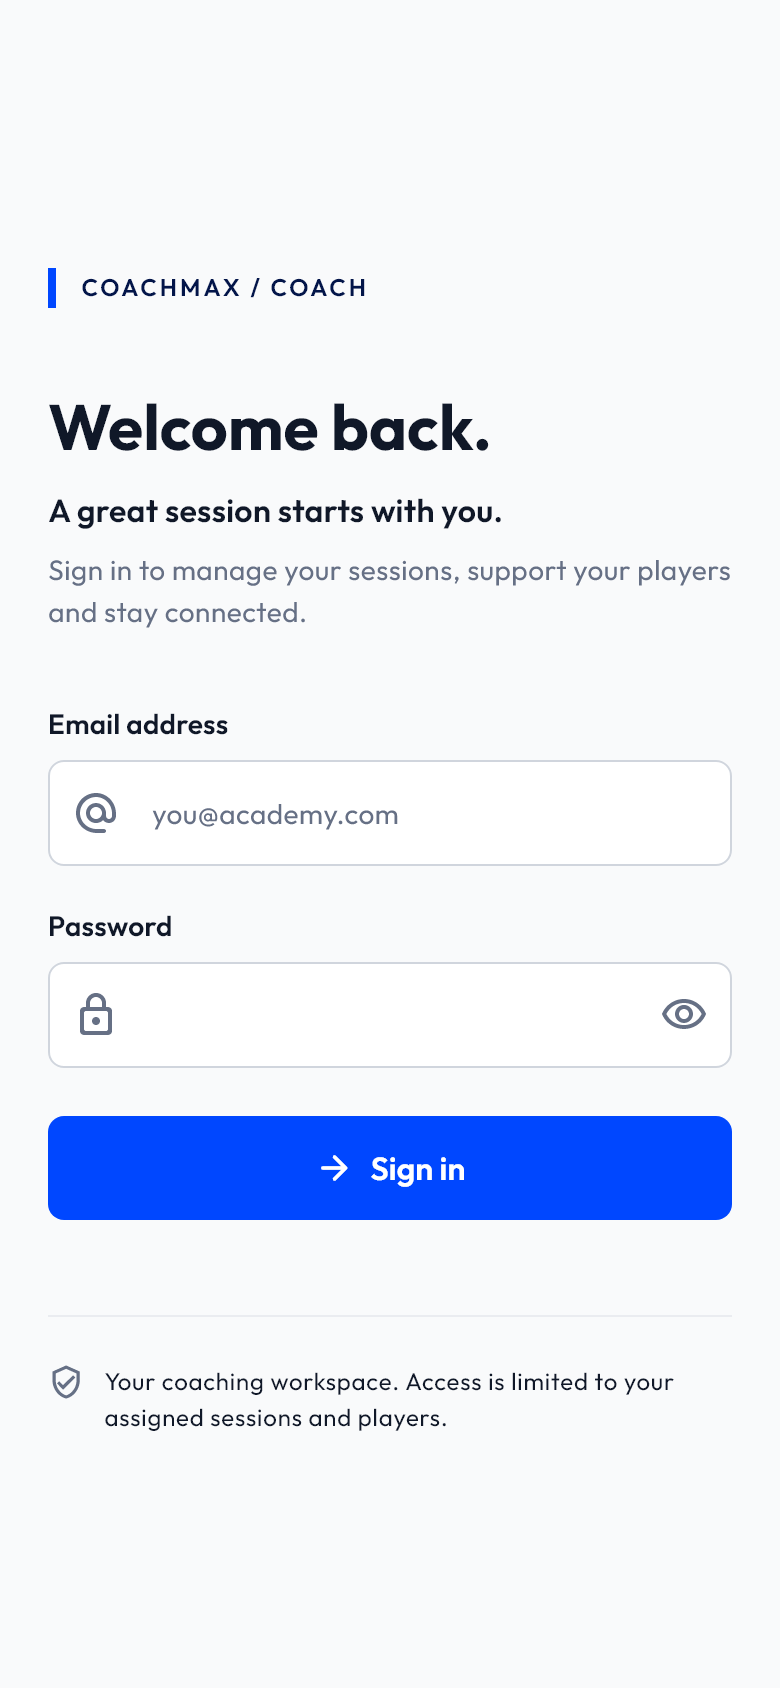 COACHMAX / COACH
Welcome back.
A great session starts with you.
Sign in to manage your sessions, support your players
and stay connected.
Email address
you@academy.com
Password
Sign in
Your coaching workspace. Access is limited to your
assigned sessions and players.